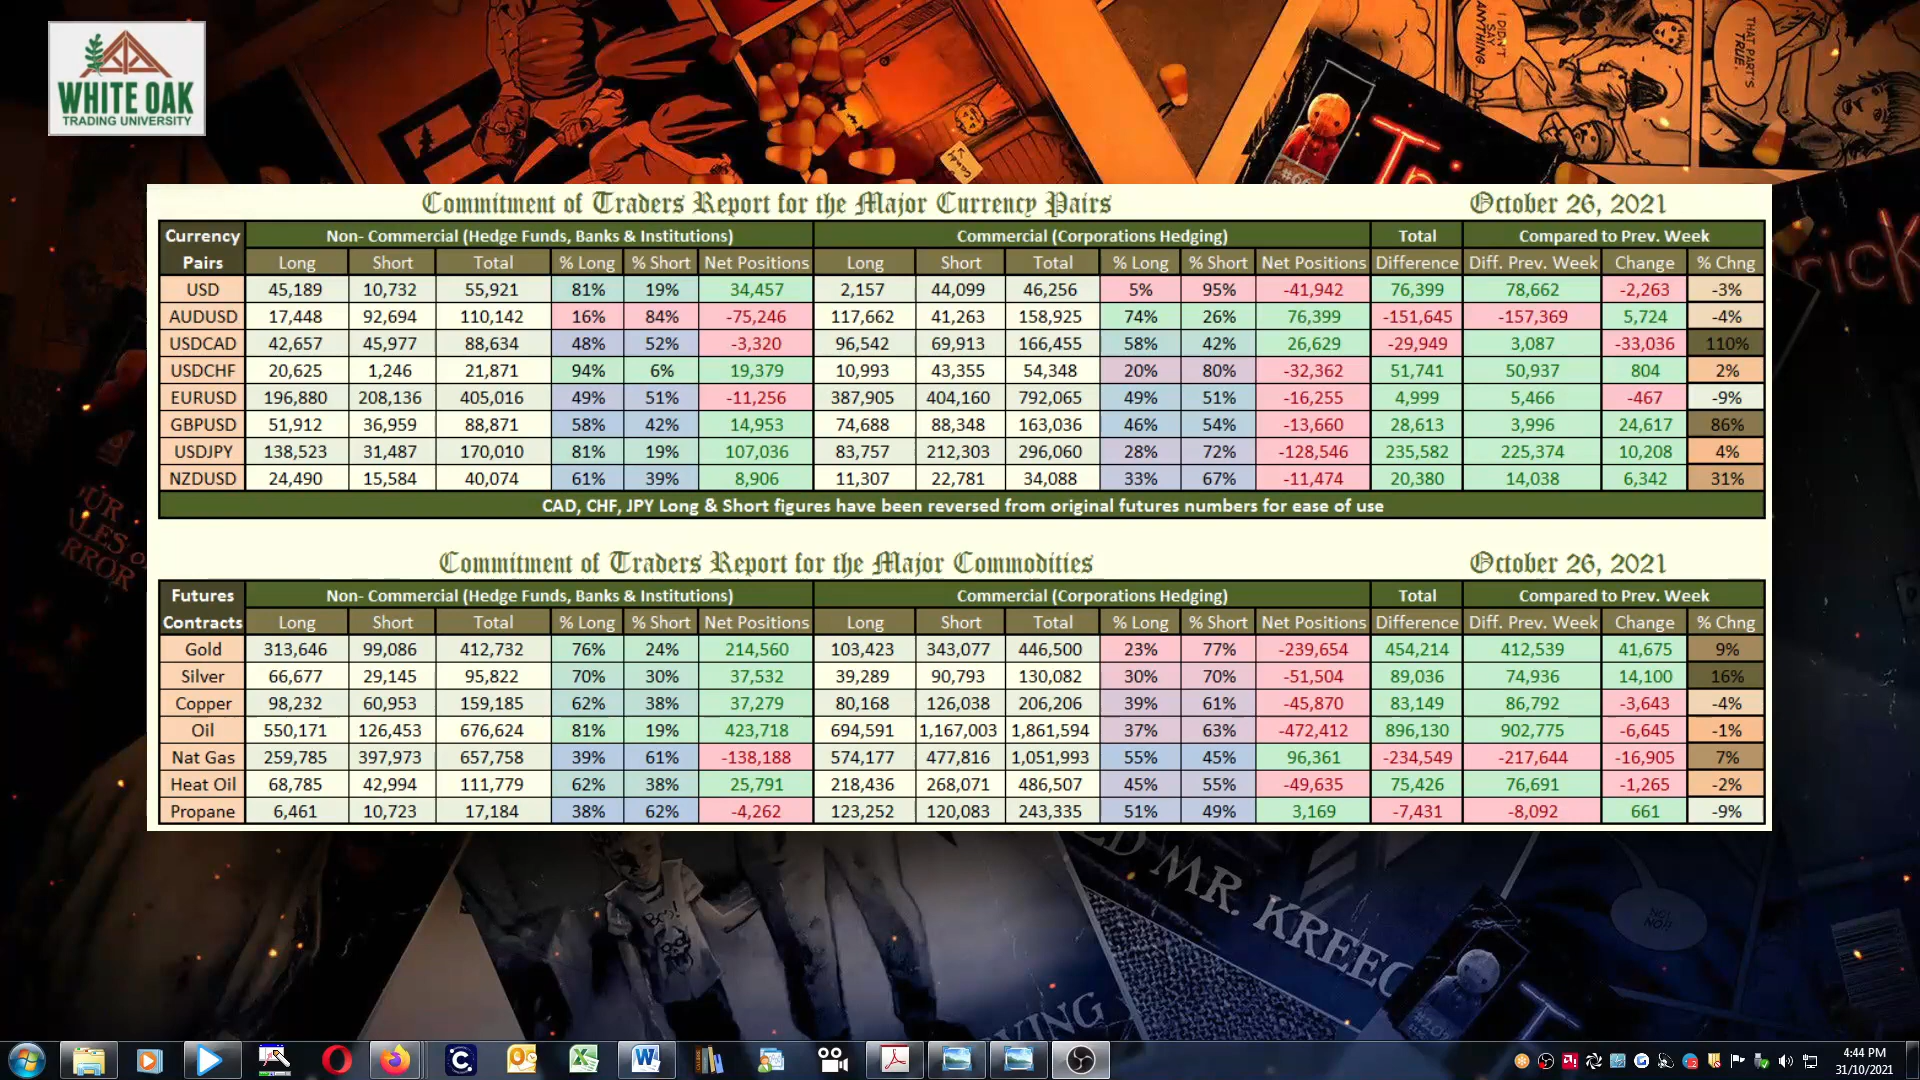 WHITE OAK
TRADING UNIVERSITY
I DIDN'T SAY ANYTHING
THAT PART'S TRUE.
Commitment of Traders Report for the Major Currency Pairs October 26, 2021
Currency Non- Commercial (Hedge Funds, Banks & Institutions) Commercial (Corporations Hedging) Total Compared to Prev. Week
Pairs Long Short Total % Long % Short Net Positions Long Short Total % Long % Short Net Positions Difference Diff. Prev. Week Change % Chng
USD 45,189 10,732 55,921 81% 19% 34,457 2,157 44,099 46,256 5% 95% -41,942 76,399 78,662 -2,263 -3%
AUDUSD 17,448 92,694 110,142 16% 84% -75,246 117,662 41,263 158,925 74% 26% 76,399 -151,645 -157,369 5,724 -4%
USDCAD 42,657 45,977 88,634 48% 52% -3,320 96,542 69,913 166,455 58% 42% 26,629 -29,949 3,087 -33,036 110%
USDCHF 20,625 1,246 21,871 94% 6% 19,379 10,993 43,355 54,348 20% 80% -32,362 51,741 50,937 804 2%
EURUSD 196,880 208,136 405,016 49% 51% -11,256 387,905 404,160 792,065 49% 51% -16,255 4,999 5,466 -467 -9%
GBPUSD 51,912 36,959 88,871 58% 42% 14,953 74,688 88,348 163,036 46% 54% -13,660 28,613 3,996 24,617 86%
USDJPY 138,523 31,487 170,010 81% 19% 107,036 83,757 212,303 296,060 28% 72% -128,546 235,582 225,374 10,208 4%
NZDUSD 24,490 15,584 40,074 61% 39% 8,906 11,307 22,781 34,088 33% 67% -11,474 20,380 14,038 6,342 31%
CAD, CHF, JPY Long & Short figures have been reversed from original futures numbers for ease of use
Commitment of Traders Report for the Major Commodities October 26, 2021
Futures Non- Commercial (Hedge Funds, Banks & Institutions) Commercial (Corporations Hedging) Total Compared to Prev. Week
Contracts Long Short Total % Long % Short Net Positions Long Short Total % Long % Short Net Positions Difference Diff. Prev. Week Change % Chng
Gold 313,646 99,086 412,732 76% 24% 214,560 103,423 343,077 446,500 23% 77% -239,654 454,214 412,539 41,675 9%
Silver 66,677 29,145 95,822 70% 30% 37,532 39,289 90,793 130,082 30% 70% -51,504 89,036 74,936 14,100 16%
Copper 98,232 60,953 159,185 62% 38% 37,279 80,168 126,038 206,206 39% 61% -45,870 83,149 86,792 -3,643 -4%
Oil 550,171 126,453 676,624 81% 19% 423,718 694,591 1,167,003 1,861,594 37% 63% -472,412 896,130 902,775 -6,645 -1%
Nat Gas 259,785 397,973 657,758 39% 61% -138,188 574,177 477,816 1,051,993 55% 45% 96,361 -234,549 -217,644 -16,905 7%
Heat Oil 68,785 42,994 111,779 62% 38% 25,791 218,436 268,071 486,507 45% 55% -49,635 75,426 76,691 -1,265 -2%
Propane 6,461 10,723 17,184 38% 62% -4,262 123,252 120,083 243,335 51% 49% 3,169 -7,431 -8,092 661 -9%
MR. KREEG
4:44 PM
31/10/2021